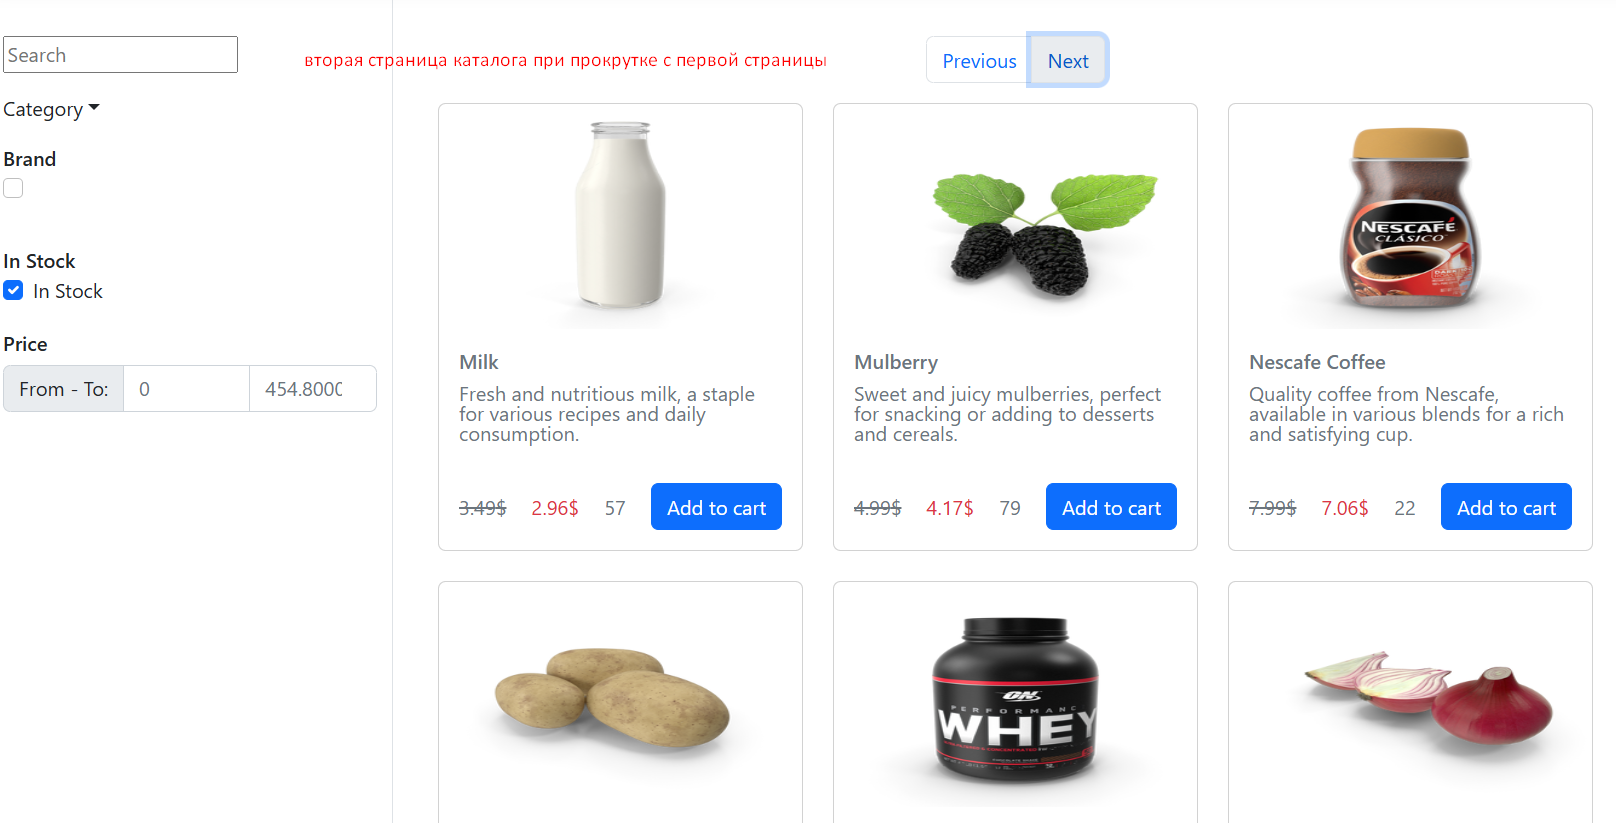 Search
вторая страница каталога при прокрутке с первой страницы
Previous
Next
Category
Brand
In Stock
In Stock
Price
From - To:
0
454.800
Milk
Fresh and nutritious milk, a staple
for various recipes and daily
consumption.
3.49$
2.96$
57
Add to cart
Mulberry
Sweet and juicy mulberries, perfect
for snacking or adding to desserts
and cereals.
4.99$
4.17$
79
Add to cart
NESCAFÉ
CLÁSICO
DARK
Nescafe Coffee
Quality coffee from Nescafe,
available in various blends for a rich
and satisfying cup.
7.99$
7.06$
22
Add to cart
ON
PERFORMANC
WHEY